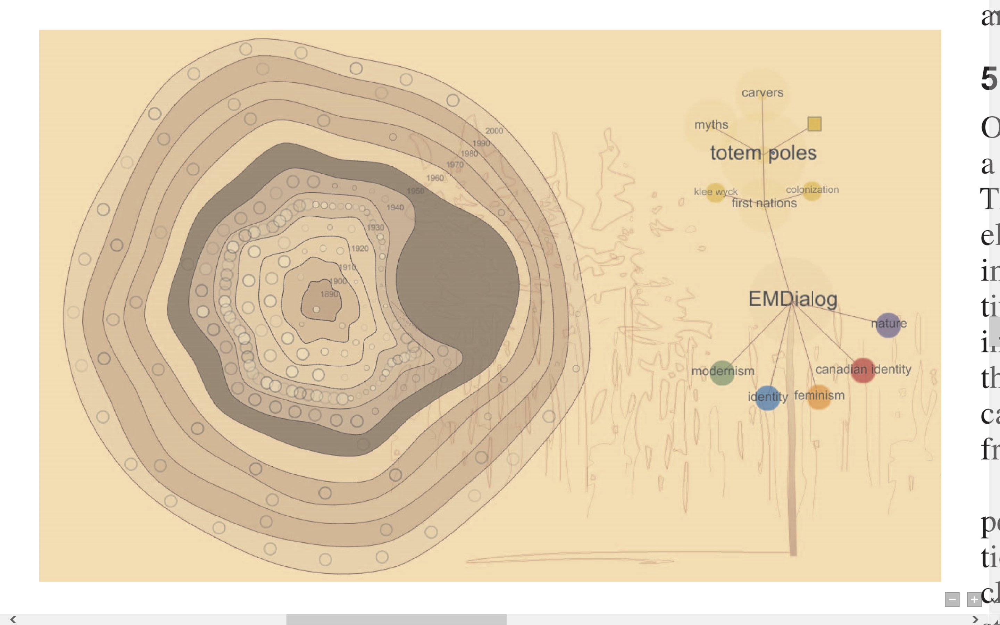 2000
1990
1980
1970
1960
1950
1940
1930
1920
1910
1900
1890
carvers
myths
totem poles
klee wyck
colonization
first nations
EMDialog
nature
modernism
canadian identity
identity
feminism
5
O
a